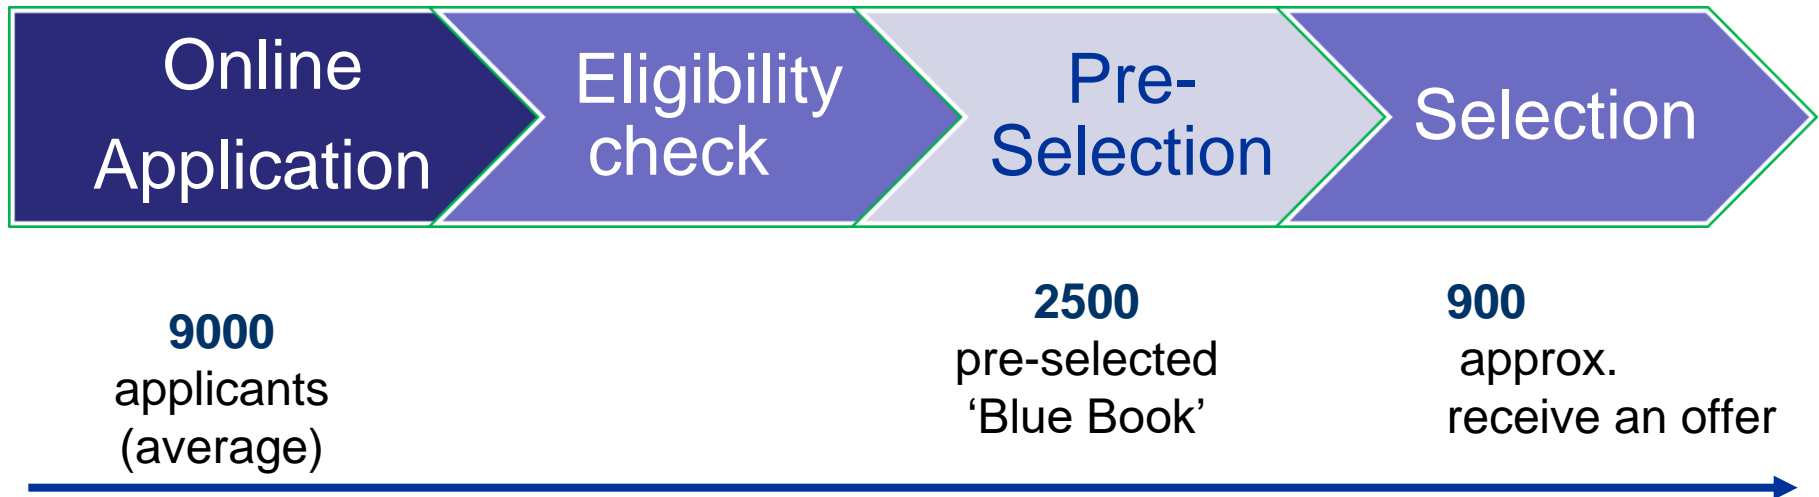 Online
Application
Eligibility
check
Pre-
Selection
Selection
9000
applicants
(average)
2500
pre-selected
‘Blue Book’
900
approx.
receive an offer